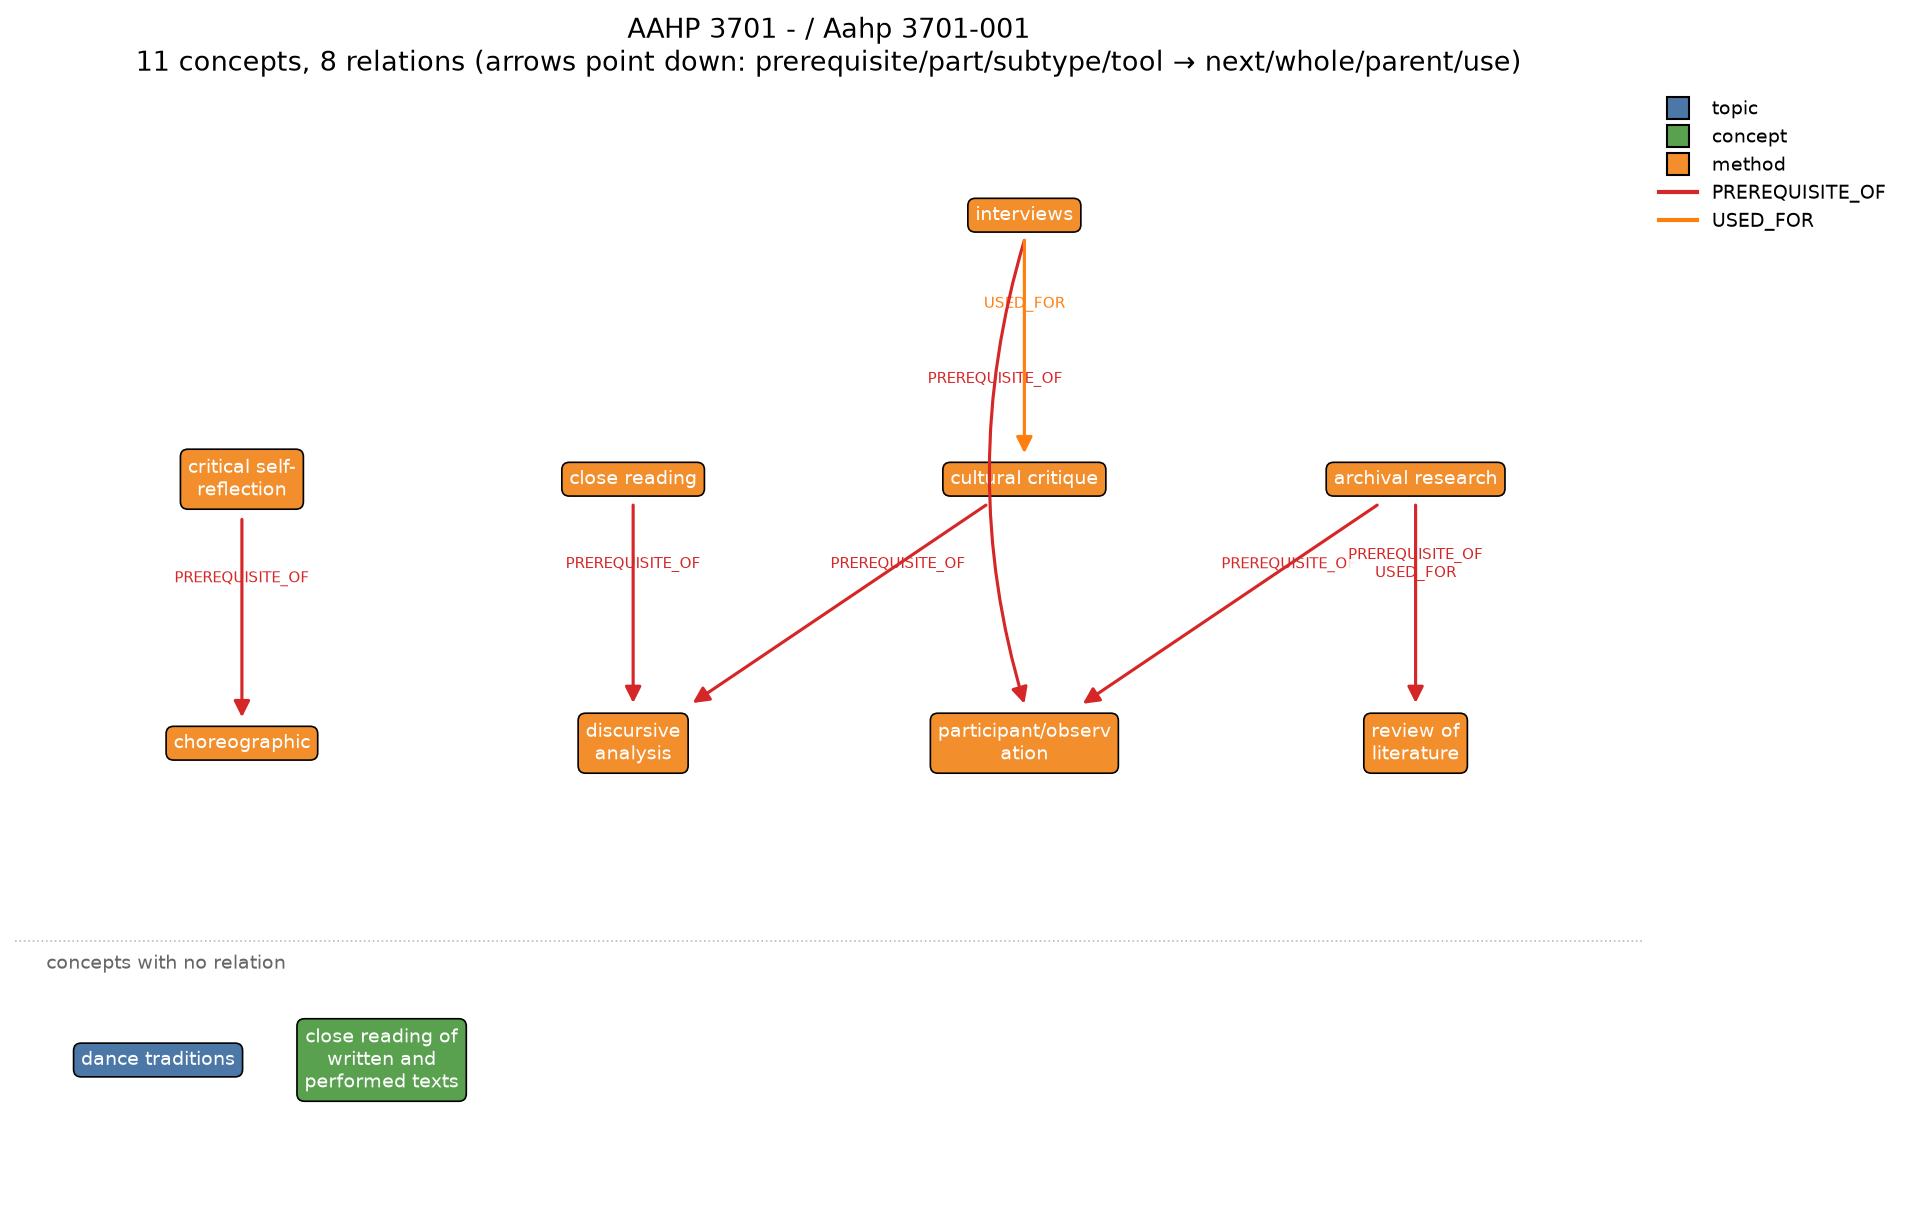 AAHP 3701 - / Aahp 3701-001
11 concepts, 8 relations (arrows point down: prerequisite/part/subtype/tool → next/whole/parent/use)
topic
concept
method
PREREQUISITE_OF
USED_FOR
interviews
USED_FOR
PREREQUISITE_OF
critical self-
reflection
close reading
cultural critique
archival research
PREREQUISITE_OF
PREREQUISITE_OF
PREREQUISITE_OF
PREREQUISITE_OF
PREREQUISITE_OF
USED_FOR
choreographic
discursive
analysis
participant/observ
ation
review of
literature
concepts with no relation
dance traditions
close reading of
written and
performed texts